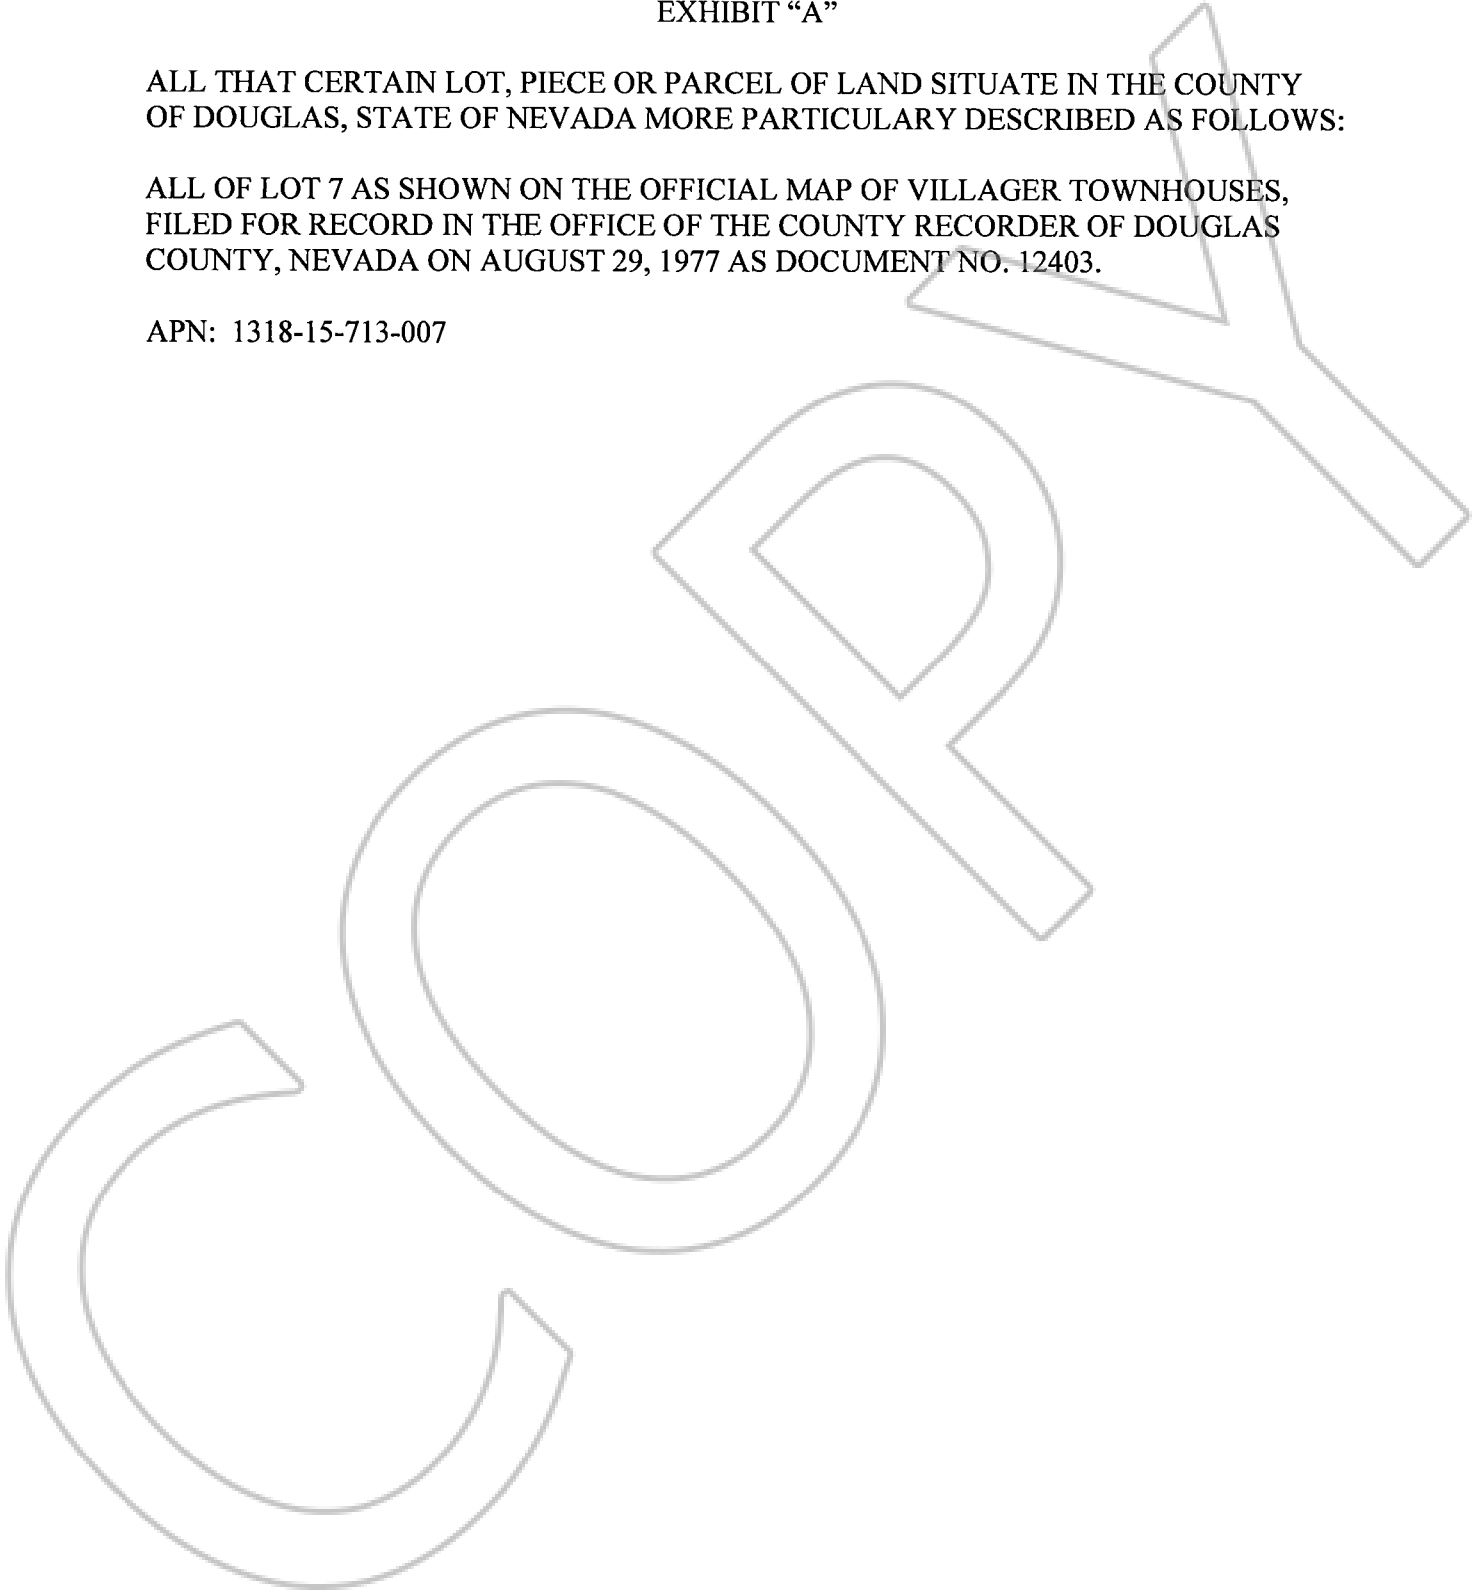 EXHIBIT “A”
ALL THAT CERTAIN LOT, PIECE OR PARCEL OF LAND SITUATE IN THE COUNTY
OF DOUGLAS, STATE OF NEVADA MORE PARTICULARY DESCRIBED AS FOLLOWS:
ALL OF LOT 7 AS SHOWN ON THE OFFICIAL MAP OF VILLAGER TOWNHOUSES,
FILED FOR RECORD IN THE OFFICE OF THE COUNTY RECORDER OF DOUGLAS
COUNTY, NEVADA ON AUGUST 29, 1977 AS DOCUMENT NO. 12403.
APN: 1318-15-713-007
COPY